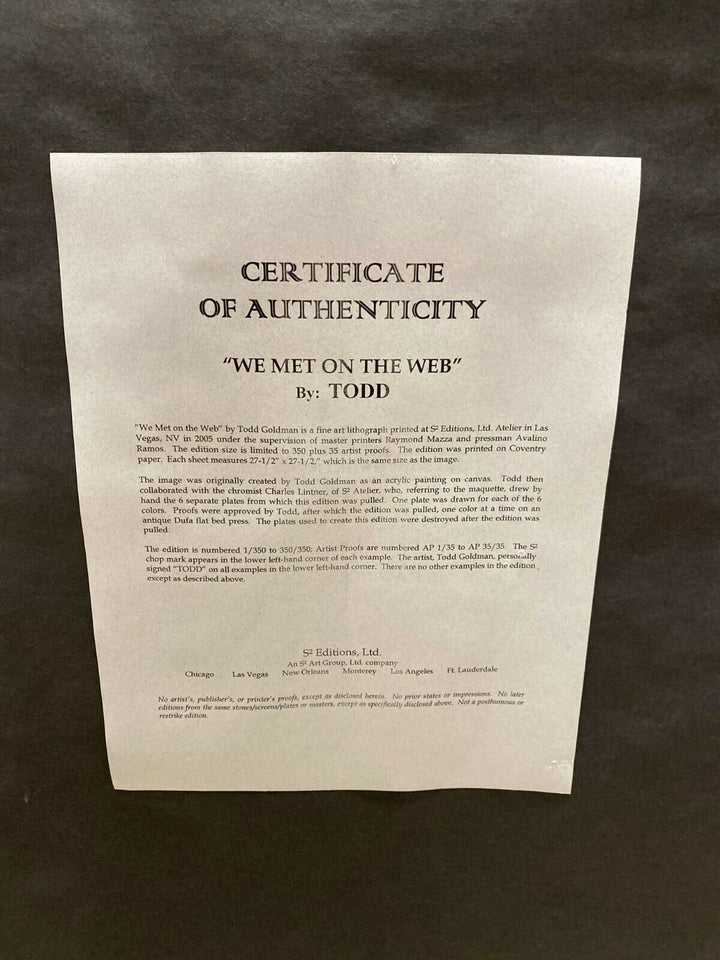 CERTIFICATE
OF AUTHENTICITY
"WE MET ON THE WEB"
By: TODD
"We Met on the Web" by Todd Goldman is a fine art lithograph printed at S² Editions, Ltd. Atelier in Las
Vegas, NV in 2005 under the supervision of master printers Raymond Mazza and pressman Avalino
Ramos. The edition size is limited to 350 plus 35 artist proofs. The edition was printed on Coventry
paper. Each sheet measures 27-1/2" x 27-1/2," which is the same size as the image.
The image was originally created by Todd Goldman as an acrylic painting on canvas. Todd then
collaborated with the chromist Charles Lintner, of S² Atelier, who, referring to the maquette, drew by
hand the 6 separate plates from which this edition was pulled. One plate was drawn for each of the 6
colors. Proofs were approved by Todd, after which the edition was pulled, one color at a time on an
antique Dufa flat bed press. The plates used to create this edition were destroyed after the edition was
pulled.
The edition is numbered 1/350 to 350/350; Artist Proofs are numbered AP 1/35 to AP 35/35. The S²
chop mark appears in the lower left-hand corner of each example. The artist, Todd Goldman, personally
signed "TODD" on all examples in the lower left-hand corner. There are no other examples in the edition
except as described above.
S² Editions, Ltd.
An S² Art Group, Ltd. company
Chicago Las Vegas New Orleans Monterey Los Angeles Ft. Lauderdale
No artist's, publisher's, or printer's proofs, except as disclosed herein. No prior states or impressions. No later
editions from the same stones/screens/plates or masters, except as specifically disclosed above. Not a posthumous or
restrike edition.